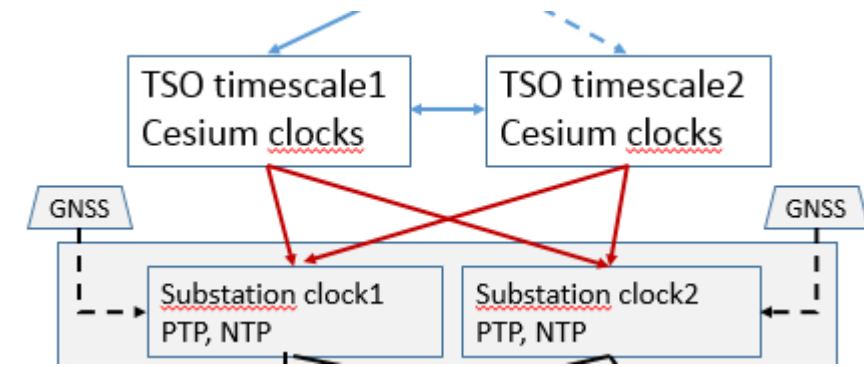 TSO timescale1
Cesium clocks
TSO timescale2
Cesium clocks
GNSS
GNSS
Substation clock1
PTP, NTP
Substation clock2
PTP, NTP